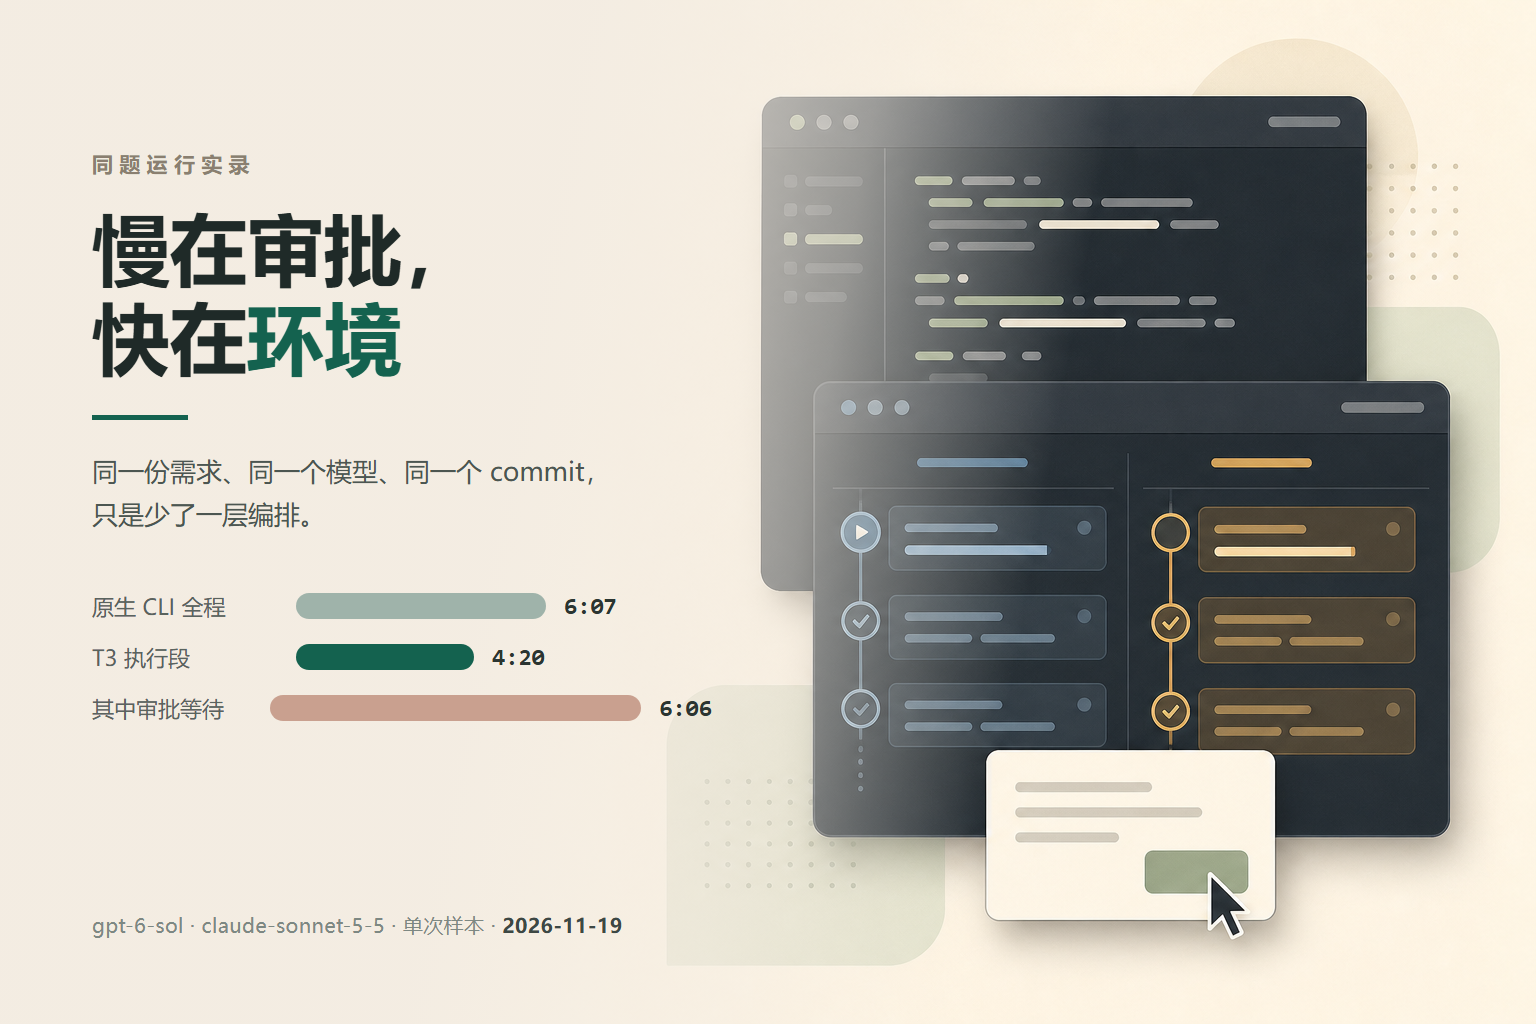 同题运行实录
慢在审批，
快在环境
同一份需求、同一个模型、同一个 commit，
只是少了一层编排。
原生 CLI 全程 6:07
T3 执行段 4:20
其中审批等待 6:06
gpt-6-sol · claude-sonnet-5-5 · 单次样本 · 2026-11-19